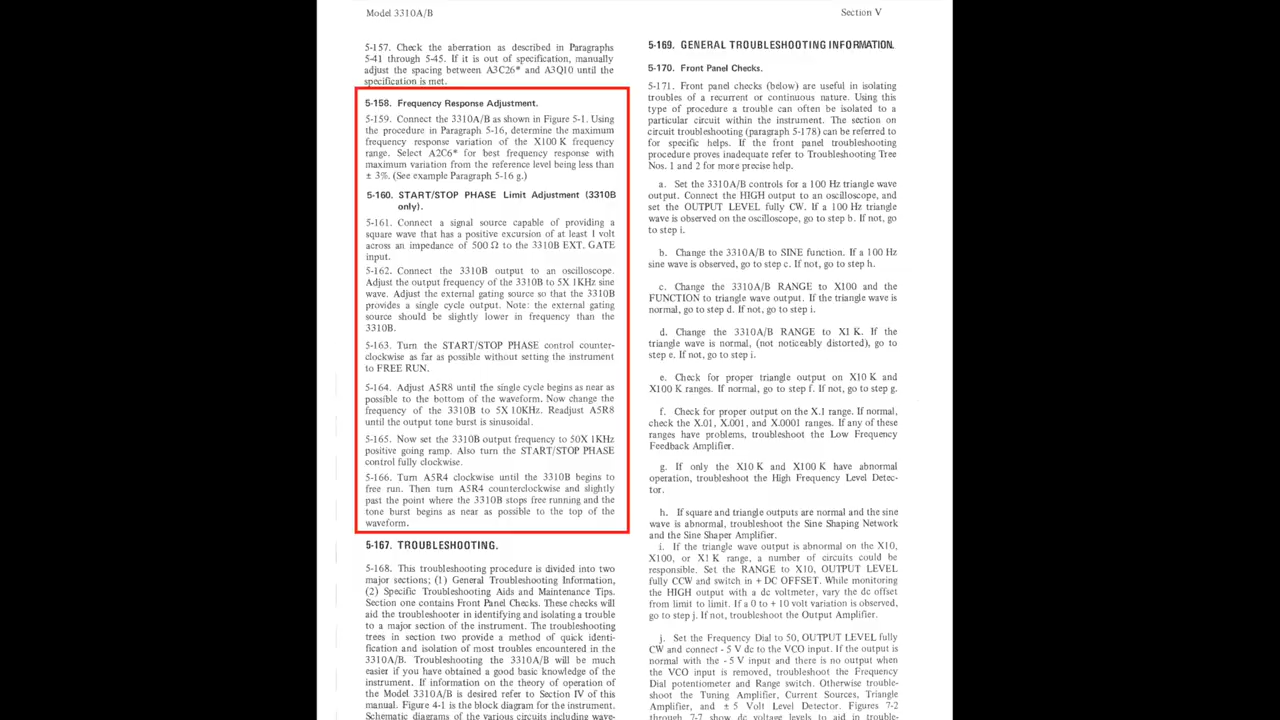 Model 3310A/B
Section V
5-157. Check the aberration as described in Paragraphs
5-41 through 5-45. If it is out of specification, manually
adjust the spacing between A3C26* and A3Q10 until the
specification is met.
5-158. Frequency Response Adjustment.
5-159. Connect the 3310A/B as shown in Figure 5-1. Using
the procedure in Paragraph 5-16, determine the maximum
frequency response variation of the X100 K frequency
range. Select A2C6* for best frequency response with
maximum variation from the reference level being less than
± 3%. (See example Paragraph 5-16 g.)
5-160. START/STOP PHASE Limit Adjustment (3310B
only).
5-161. Connect a signal source capable of providing a
square wave that has a positive excursion of at least 1 volt
across an impedance of 500 Ω to the 3310B EXT. GATE
input.
5-162. Connect the 3310B output to an oscilloscope.
Adjust the output frequency of the 3310B to 5X 1KHz sine
wave. Adjust the external gating source so that the 3310B
provides a single cycle output. Note: the external gating
source should be slightly lower in frequency than the
3310B.
5-163. Turn the START/STOP PHASE control counter-
clockwise as far as possible without setting the instrument
to FREE RUN.
5-164. Adjust A5R8 until the single cycle begins as near as
possible to the bottom of the waveform. Now change the
frequency of the 3310B to 5X 10KHz. Readjust A5R8
until the output tone burst is sinusoidal.
5-165. Now set the 3310B output frequency to 50X 1KHz
positive going ramp. Also turn the START/STOP PHASE
control fully clockwise.
5-166. Turn A5R4 clockwise until the 3310B begins to
free run. Then turn A5R4 counterclockwise and slightly
past the point where the 3310B stops free running and the
tone burst begins as near as possible to the top of the
waveform.
5-167. TROUBLESHOOTING.
5-168. This troubleshooting procedure is divided into two
major sections; (1) General Troubleshooting Information,
(2) Specific Troubleshooting Aids and Maintenance Tips.
Section one contains Front Panel Checks. These checks will
aid the troubleshooter in identifying and isolating a trouble
to a major section of the instrument. The troubleshooting
trees in section two provide a method of quick identi-
fication and isolation of most troubles encountered in the
3310A/B. Troubleshooting the 3310A/B will be much
easier if you have obtained a good basic knowledge of the
instrument. If information on the theory of operation of
the Model 3310A/B is desired refer to Section IV of this
manual. Figure 4-1 is the block diagram for the instrument.
Schematic diagrams of the various circuits including wave-
5-169. GENERAL TROUBLESHOOTING INFORMATION.
5-170. Front Panel Checks.
5-171. Front panel checks (below) are useful in isolating
troubles of a recurrent or continuous nature. Using this
type of procedure a trouble can often be isolated to a
particular circuit within the instrument. The section on
circuit troubleshooting (paragraph 5-178) can be referred
for specific helps. If the front panel troubleshooting
procedure proves inadequate refer to Troubleshooting Tree
Nos. 1 and 2 for more precise help.
a. Set the 3310A/B controls for a 100 Hz triangle wave
output. Connect the HIGH output to an oscilloscope, and
set the OUTPUT LEVEL fully CW. If a 100 Hz triangle
wave is observed on the oscilloscope, go to step b. If not, go
to step i.
b. Change the 3310A/B to SINE function. If a 100 Hz
sine wave is observed, go to step c. If not, go to step h.
c. Change the 3310A/B RANGE to X100 and the
FUNCTION to triangle wave output. If the triangle wave is
normal, go to step d. If not, go to step i.
d. Change the 3310A/B RANGE to X1 K. If the
triangle wave is normal, (not noticeably distorted), go to
step e. If not, go to step i.
e. Check for proper triangle output on X10 K and
X100 K ranges. If normal, go to step f. If not, go to step g.
f. Check for proper output on the X.1 range. If normal,
check the X.01, X.001, and X.0001 ranges. If any of these
ranges have problems, troubleshoot the Low Frequency
Feedback Amplifier.
g. If only the X10 K and X100 K have abnormal
operation, troubleshoot the High Frequency Level Detec-
tor.
h. If square and triangle outputs are normal and the sine
wave is abnormal, troubleshoot the Sine Shaping Network
and the Sine Shaper Amplifier.
i. If the triangle wave output is abnormal on the X10,
X100, or X1 K range, a number of circuits could be
responsible. Set the RANGE to X10, OUTPUT LEVEL
fully CCW and switch in + DC OFFSET. While monitoring
the HIGH output with a dc voltmeter, vary the dc offset
from limit to limit. If a 0 to + 10 volt variation is observed,
go to step j. If not, troubleshoot the Output Amplifier.
j. Set the Frequency Dial to 50, OUTPUT LEVEL fully
CW and connect - 5 V dc to the VCO input. If the output is
normal with the - 5 V input and there is no output when
the VCO input is removed, troubleshoot the Frequency
Dial potentiometer and Range switch. Otherwise trouble-
shoot the Tuning Amplifier, Current Sources, Triangle
Amplifier, and ± 5 Volt Level Detector. Figures 7-2
through 7-7 show dc voltage levels to aid in trouble-